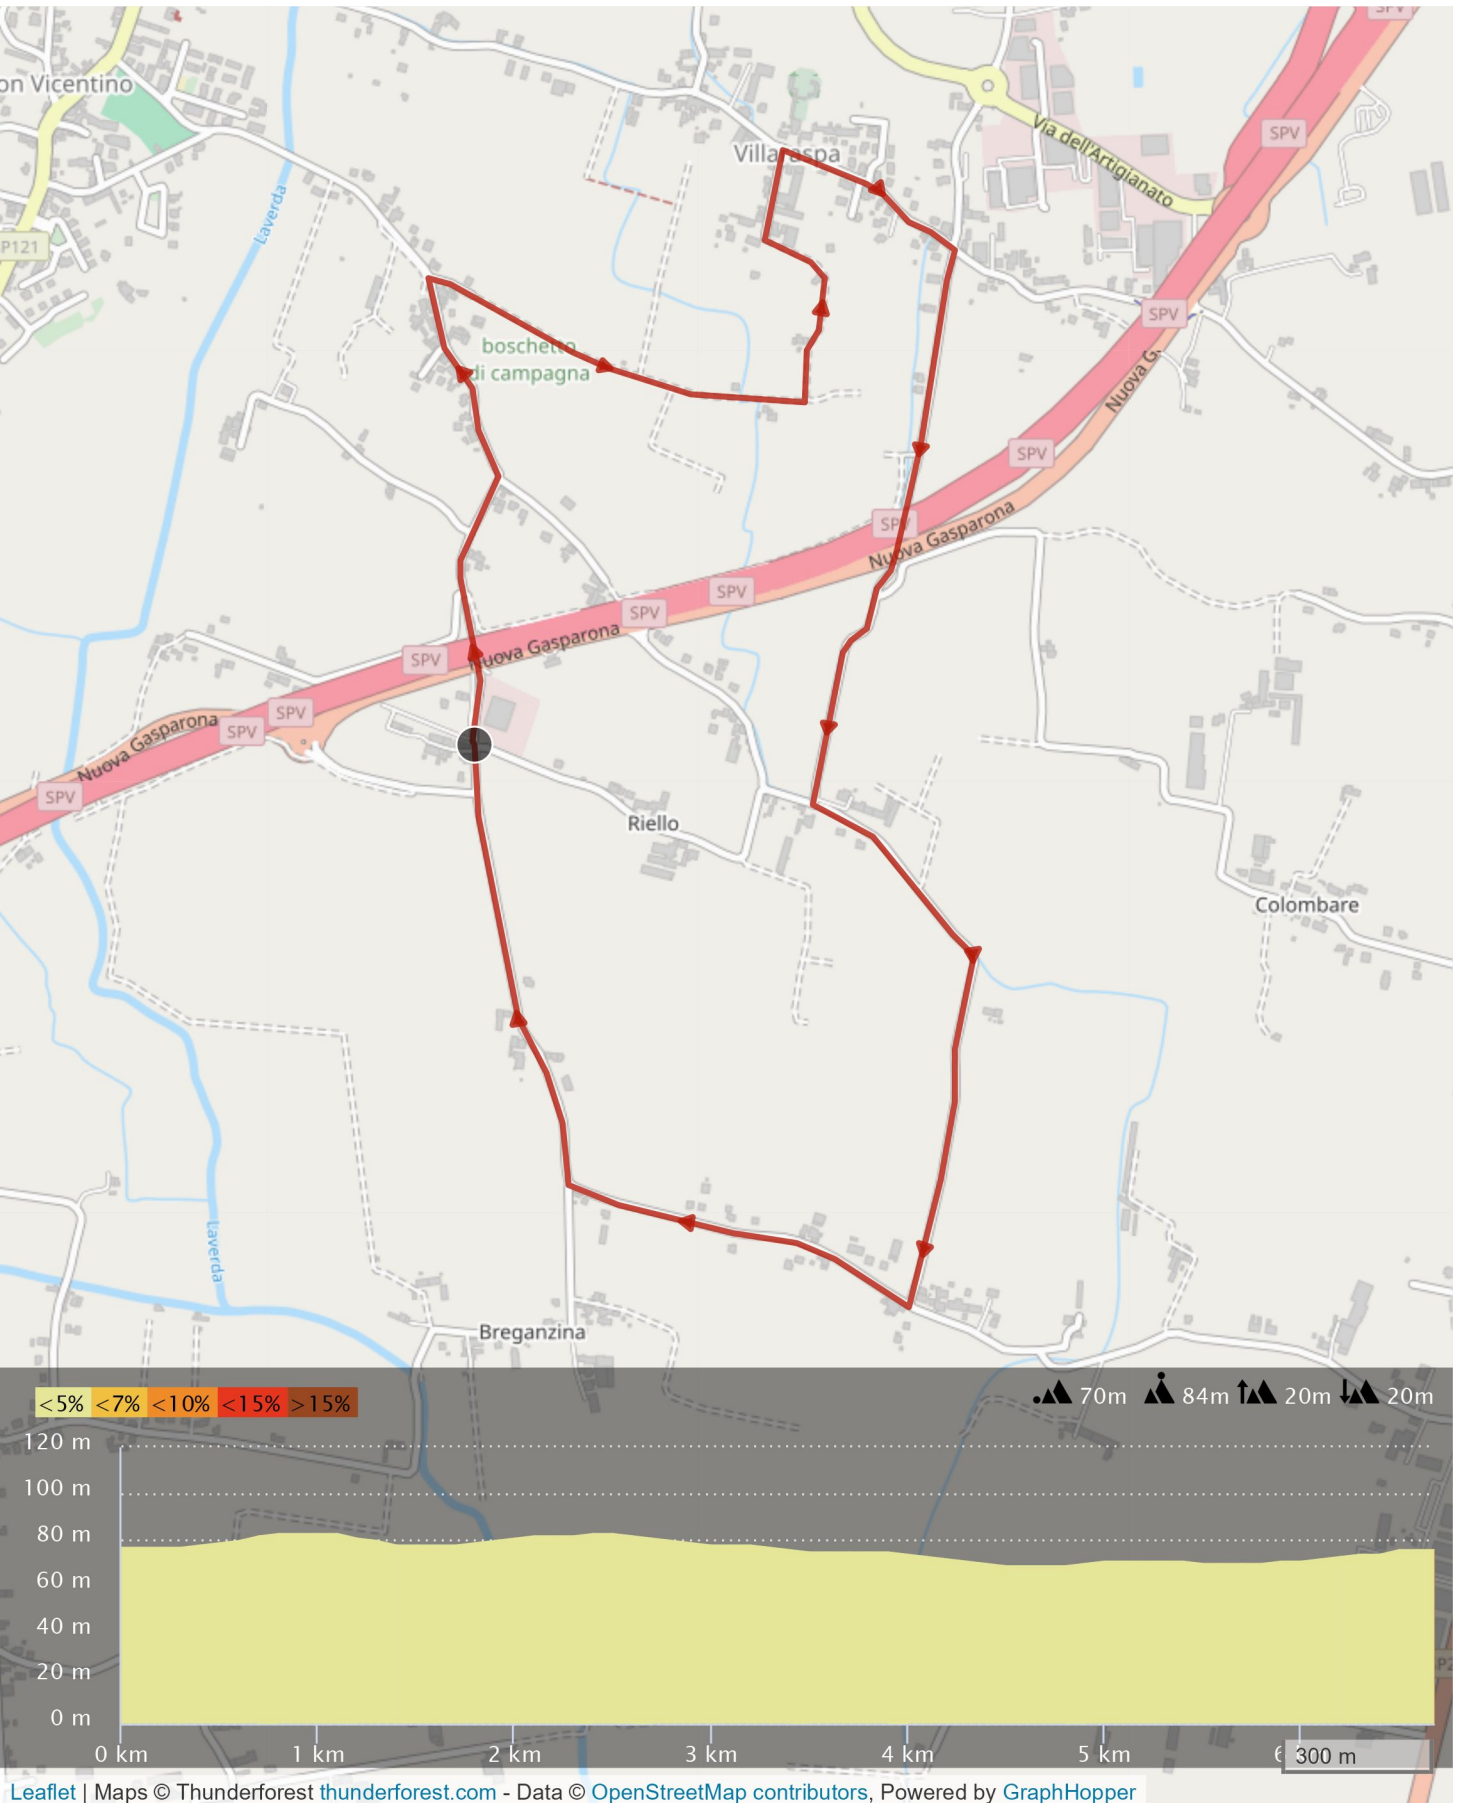 SPV
on Vicentino
SPV
Via dell'Artigianato
Villaraspa
P121
Laverda
SPV
boschetto
di campagna
Nuova G.
SPV
SPV
Nuova Gasparona
SPV
SPV
Nuova Gasparona
SPV
SPV
Nuova Gasparona
SPV
SPV
Riello
Colombare
Laverda
Breganzina
<5% <7% <10% <15% >15%
70m 84m 20m 20m
120 m
100 m
80 m
60 m
40 m
20 m
0 m
0 km 1 km 2 km 3 km 4 km 5 km 6
300 m
Leaflet | Maps © Thunderforest thunderforest.com - Data © OpenStreetMap contributors, Powered by GraphHopper